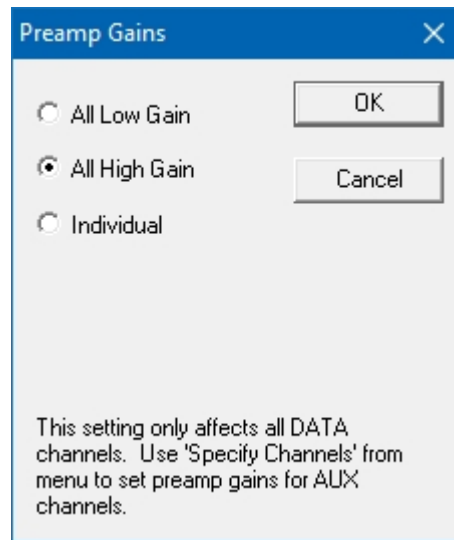 Preamp Gains
All Low Gain
OK
All High Gain
Cancel
Individual
This setting only affects all DATA
channels. Use 'Specify Channels' from
menu to set preamp gains for AUX
channels.